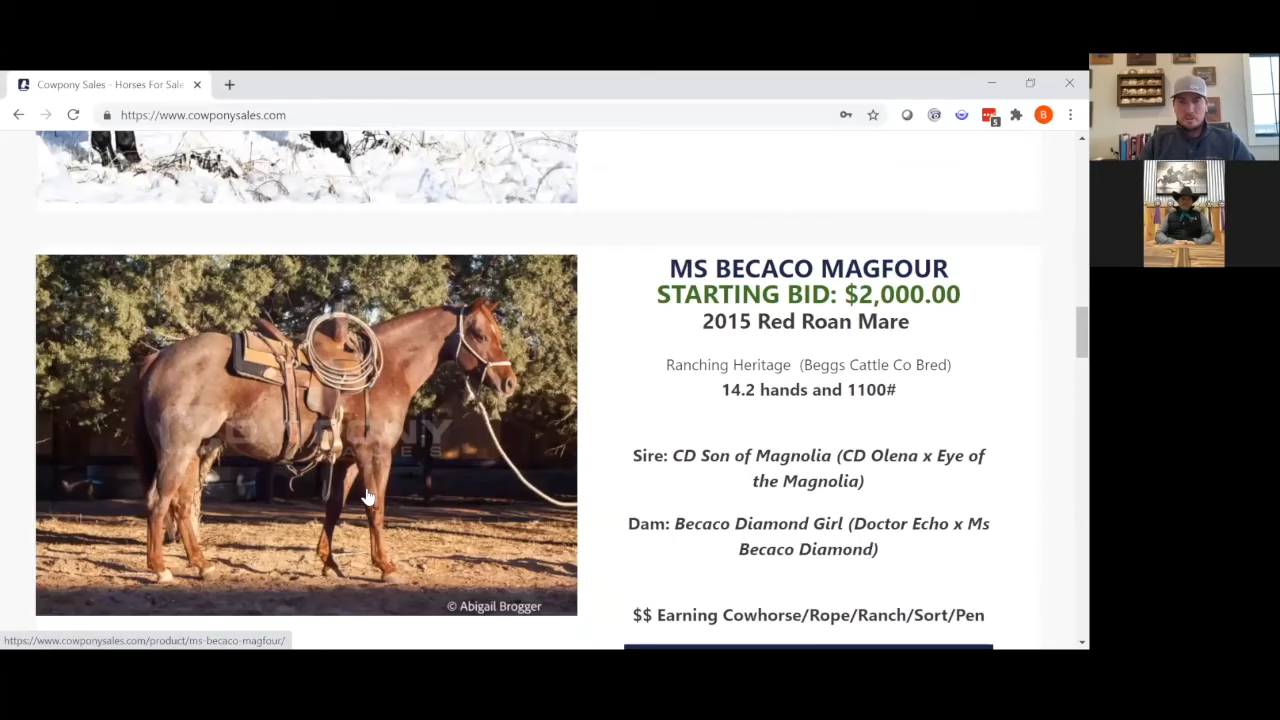 Cowpony Sales - Horses For Sale
https://www.cowponysales.com
5
B
MS BECACO MAGFOUR
STARTING BID: $2,000.00
2015 Red Roan Mare
Ranching Heritage (Beggs Cattle Co Bred)
14.2 hands and 1100#
Sire: CD Son of Magnolia (CD Olena x Eye of
the Magnolia)
Dam: Becaco Diamond Girl (Doctor Echo x Ms
Becaco Diamond)
© Abigail Brogger
$$ Earning Cowhorse/Rope/Ranch/Sort/Pen
https://www.cowponysales.com/product/ms-becaco-magfour/